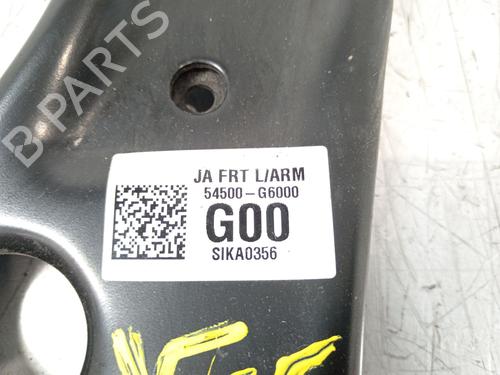 B-PARTS
JA FRT L/ARM
54500-G6000
G00
SIKA0356